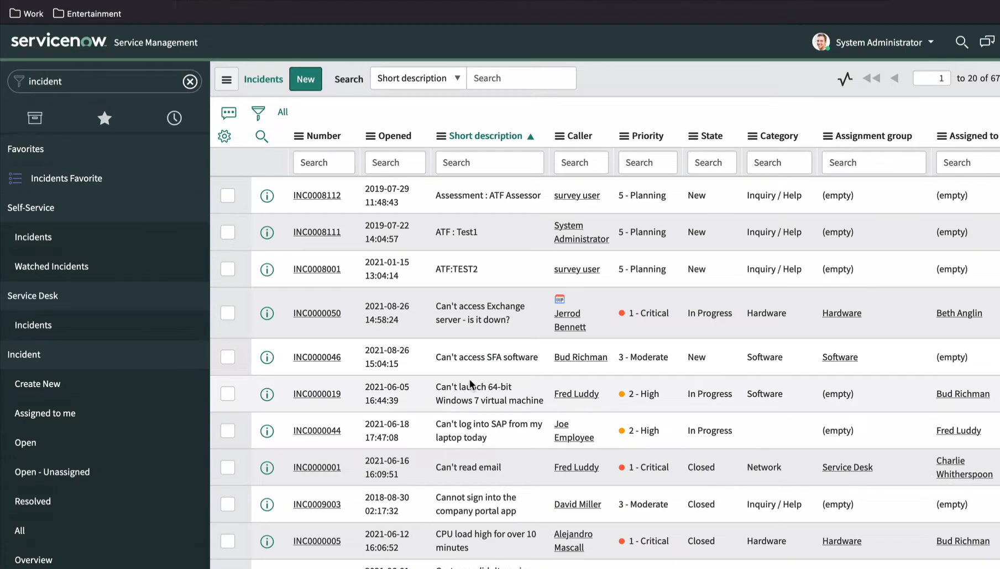 Work Entertainment
servicenow Service Management System Administrator
incident
Incidents New Search Short description Search 1 to 20 of 67
All
Number Opened Short description Caller Priority State Category Assignment group Assigned to
Search Search Search Search Search Search Search Search Search
Favorites
Incidents Favorite
Self-Service
Incidents
Watched Incidents
Service Desk
Incidents
Incident
Create New
Assigned to me
Open
Open - Unassigned
Resolved
All
Overview
INC0008112 2019-07-29 Assessment : ATF Assessor survey user 5 - Planning New Inquiry / Help (empty) (empty)
11:48:43
INC0008111 2019-07-22 ATF : Test1 System 5 - Planning New Inquiry / Help (empty) (empty)
14:04:57 Administrator
INC0008001 2021-01-15 ATF:TEST2 survey user 5 - Planning New Inquiry / Help (empty) (empty)
13:04:14
VIP
INC0000050 2021-08-26 Can't access Exchange Jerrod 1 - Critical In Progress Hardware Hardware Beth Anglin
14:58:24 server - is it down? Bennett
INC0000046 2021-08-26 Can't access SFA software Bud Richman 3 - Moderate New Software Software (empty)
15:04:15
INC0000019 2021-06-05 Can't launch 64-bit Fred Luddy 2 - High In Progress Software (empty) Bud Richman
16:44:39 Windows 7 virtual machine
INC0000044 2021-06-18 Can't log into SAP from my Joe 2 - High In Progress (empty) Fred Luddy
17:47:08 laptop today Employee
INC0000001 2021-06-16 Can't read email Fred Luddy 1 - Critical Closed Network Service Desk Charlie
16:09:51 Whitherspoon
INC0009003 2018-08-30 Cannot sign into the David Miller 3 - Moderate Closed Inquiry / Help (empty) (empty)
02:17:32 company portal app
INC0000005 2021-06-12 CPU load high for over 10 Alejandro 1 - Critical Closed Hardware Hardware Bud Richman
16:06:52 minutes Mascall